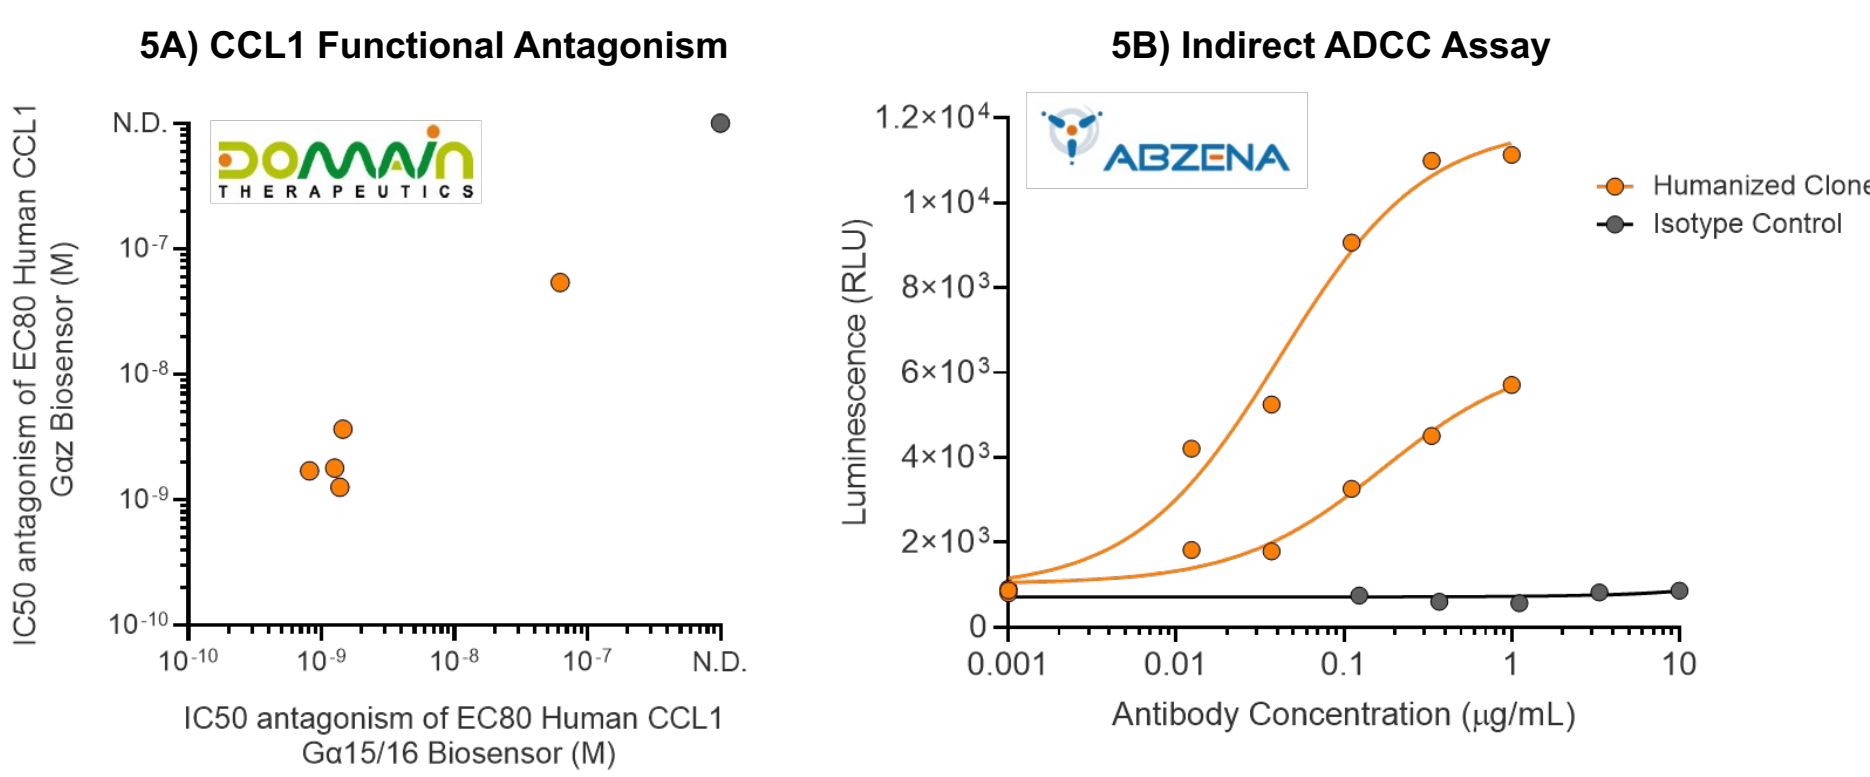 5A) CCL1 Functional Antagonism
IC50 antagonism of EC80 Human CCL1
Gαz Biosensor (M)
N.D.
10-7
10-8
10-9
10-10
DOMAIN
THERAPEUTICS
10-10
10-9
10-8
10-7
N.D.
IC50 antagonism of EC80 Human CCL1
Gα15/16 Biosensor (M)
5B) Indirect ADCC Assay
Luminescence (RLU)
1.2×10⁴
1×10⁴
8×10³
6×10³
4×10³
2×10³
0
ABZENA
Humanized Clone
Isotype Control
0.001
0.01
0.1
1
10
Antibody Concentration (μg/mL)